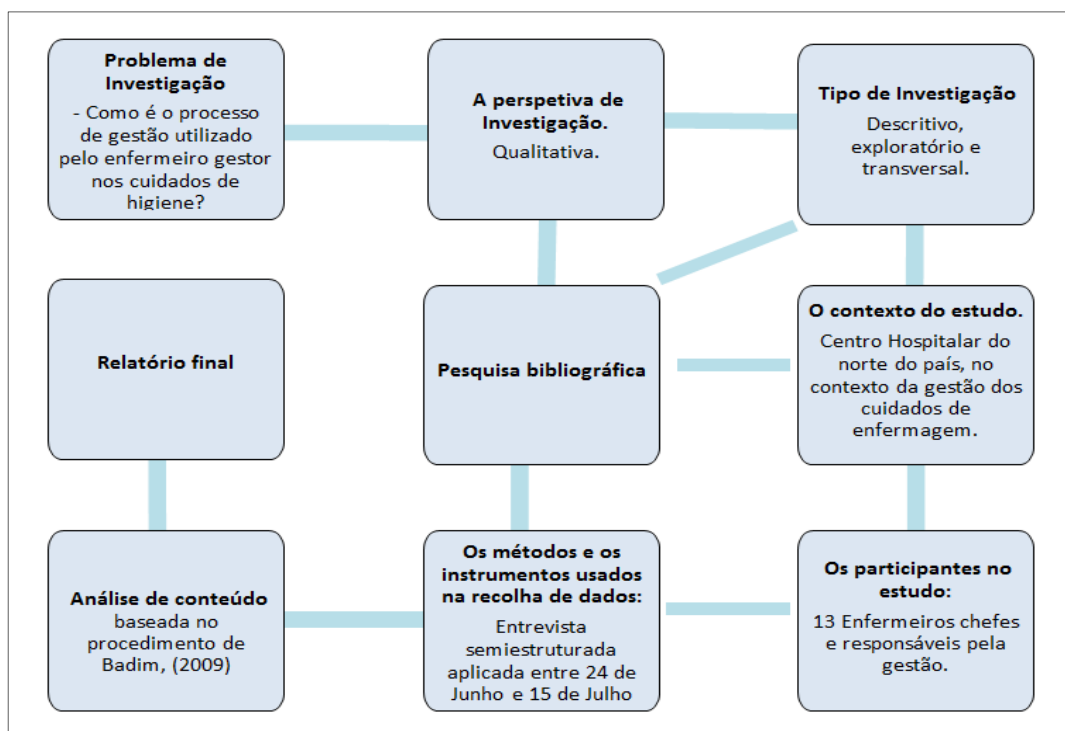 Problema de
Investigação
- Como é o processo
de gestão utilizado
pelo enfermeiro gestor
nos cuidados de
higiene?
A perspetiva de
Investigação.
Qualitativa.
Tipo de Investigação
Descritivo,
exploratório e
transversal.
Relatório final
Pesquisa bibliográfica
O contexto do estudo.
Centro Hospitalar do
norte do país, no
contexto da gestão dos
cuidados de
enfermagem.
Análise de conteúdo
baseada no
procedimento de
Badim, (2009)
Os métodos e os
instrumentos usados
na recolha de dados:
Entrevista
semiestruturada
aplicada entre 24 de
Junho e 15 de Julho
Os participantes no
estudo:
13 Enfermeiros chefes
e responsáveis pela
gestão.